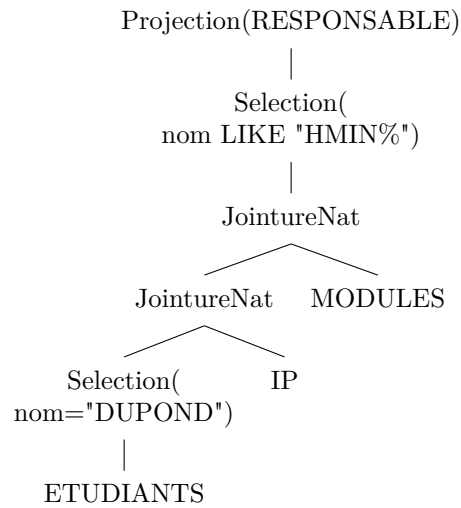 Projection(RESPONSABLE)
Selection(
nom LIKE "HMIN%")
JointureNat
JointureNat MODULES
Selection( IP
nom="DUPOND")
ETUDIANTS